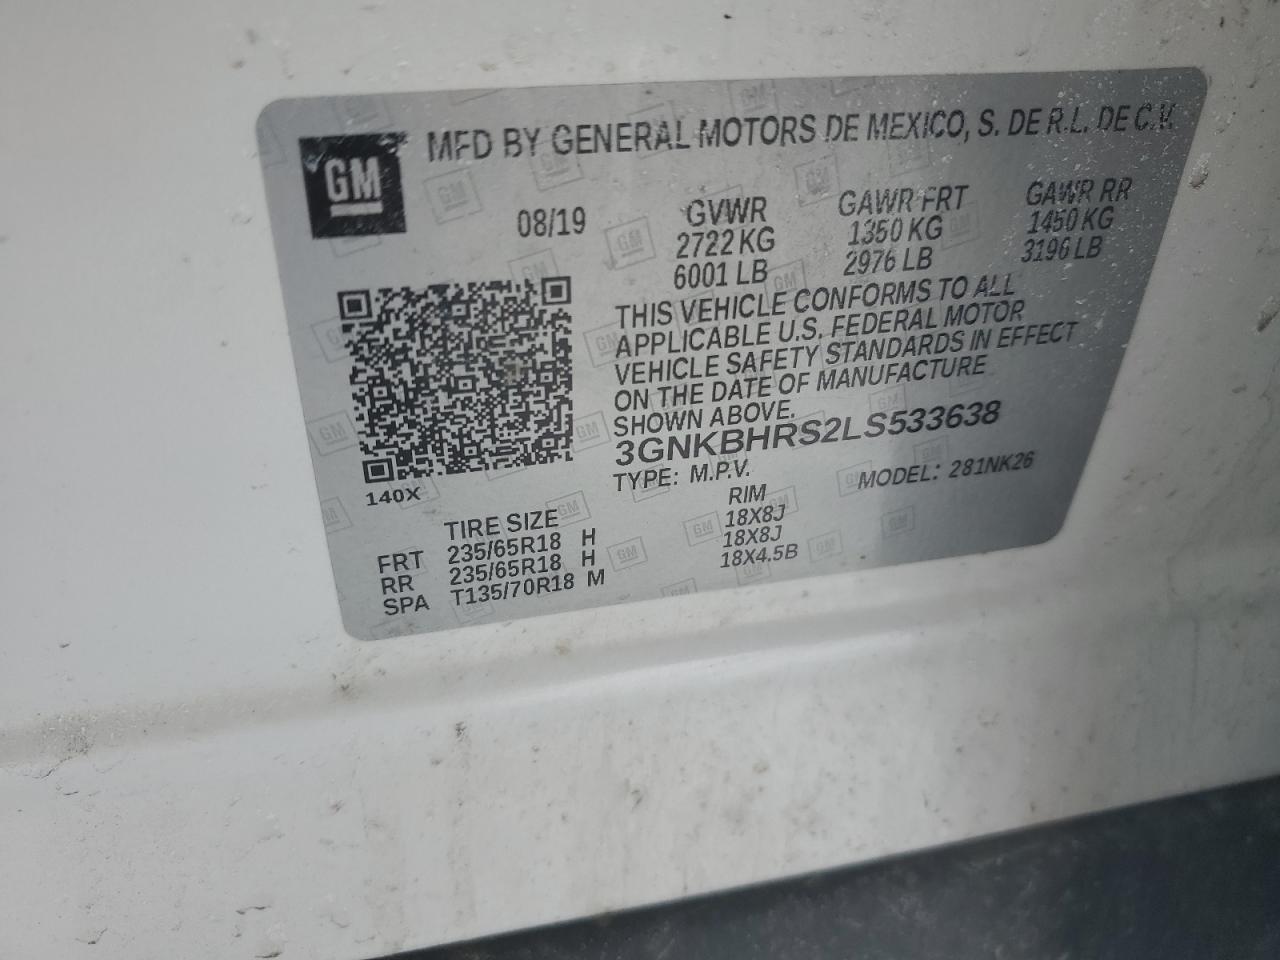 GM MFD BY GENERAL MOTORS DE MEXICO, S. DE R.L. DE C.V.
08/19 GVWR GAWR FRT GAWR RR
2722 KG 1350 KG 1450 KG
6001 LB 2976 LB 3196 LB
THIS VEHICLE CONFORMS TO ALL
APPLICABLE U.S. FEDERAL MOTOR
VEHICLE SAFETY STANDARDS IN EFFECT
ON THE DATE OF MANUFACTURE
SHOWN ABOVE.
3GNKBHRS2LS533638
TYPE: M.P.V. MODEL: 281NK26
140X
TIRE SIZE RIM
FRT 235/65R18 H 18X8J
RR 235/65R18 H 18X8J
SPA T135/70R18 M 18X4.5B